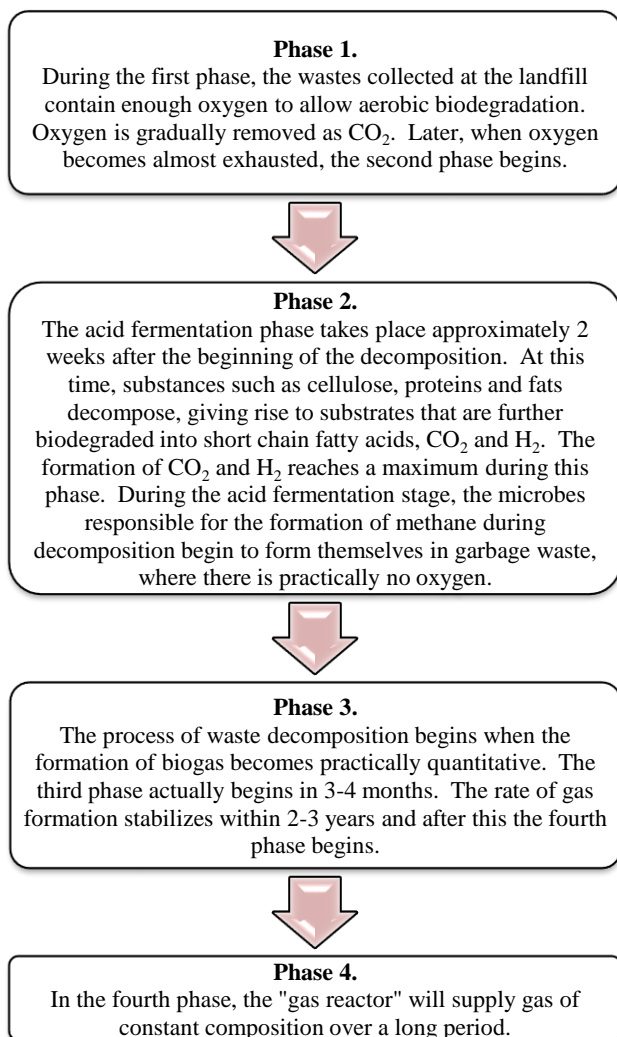 Phase 1.
During the first phase, the wastes collected at the landfill
contain enough oxygen to allow aerobic biodegradation.
Oxygen is gradually removed as CO₂.  Later, when oxygen
becomes almost exhausted, the second phase begins.
Phase 2.
The acid fermentation phase takes place approximately 2
weeks after the beginning of the decomposition.  At this
time, substances such as cellulose, proteins and fats
decompose, giving rise to substrates that are further
biodegraded into short chain fatty acids, CO₂ and H₂.  The
formation of CO₂ and H₂ reaches a maximum during this
phase.  During the acid fermentation stage, the microbes
responsible for the formation of methane during
decomposition begin to form themselves in garbage waste,
where there is practically no oxygen.
Phase 3.
The process of waste decomposition begins when the
formation of biogas becomes practically quantitative.  The
third phase actually begins in 3-4 months.  The rate of gas
formation stabilizes within 2-3 years and after this the fourth
phase begins.
Phase 4.
In the fourth phase, the "gas reactor" will supply gas of
constant composition over a long period.